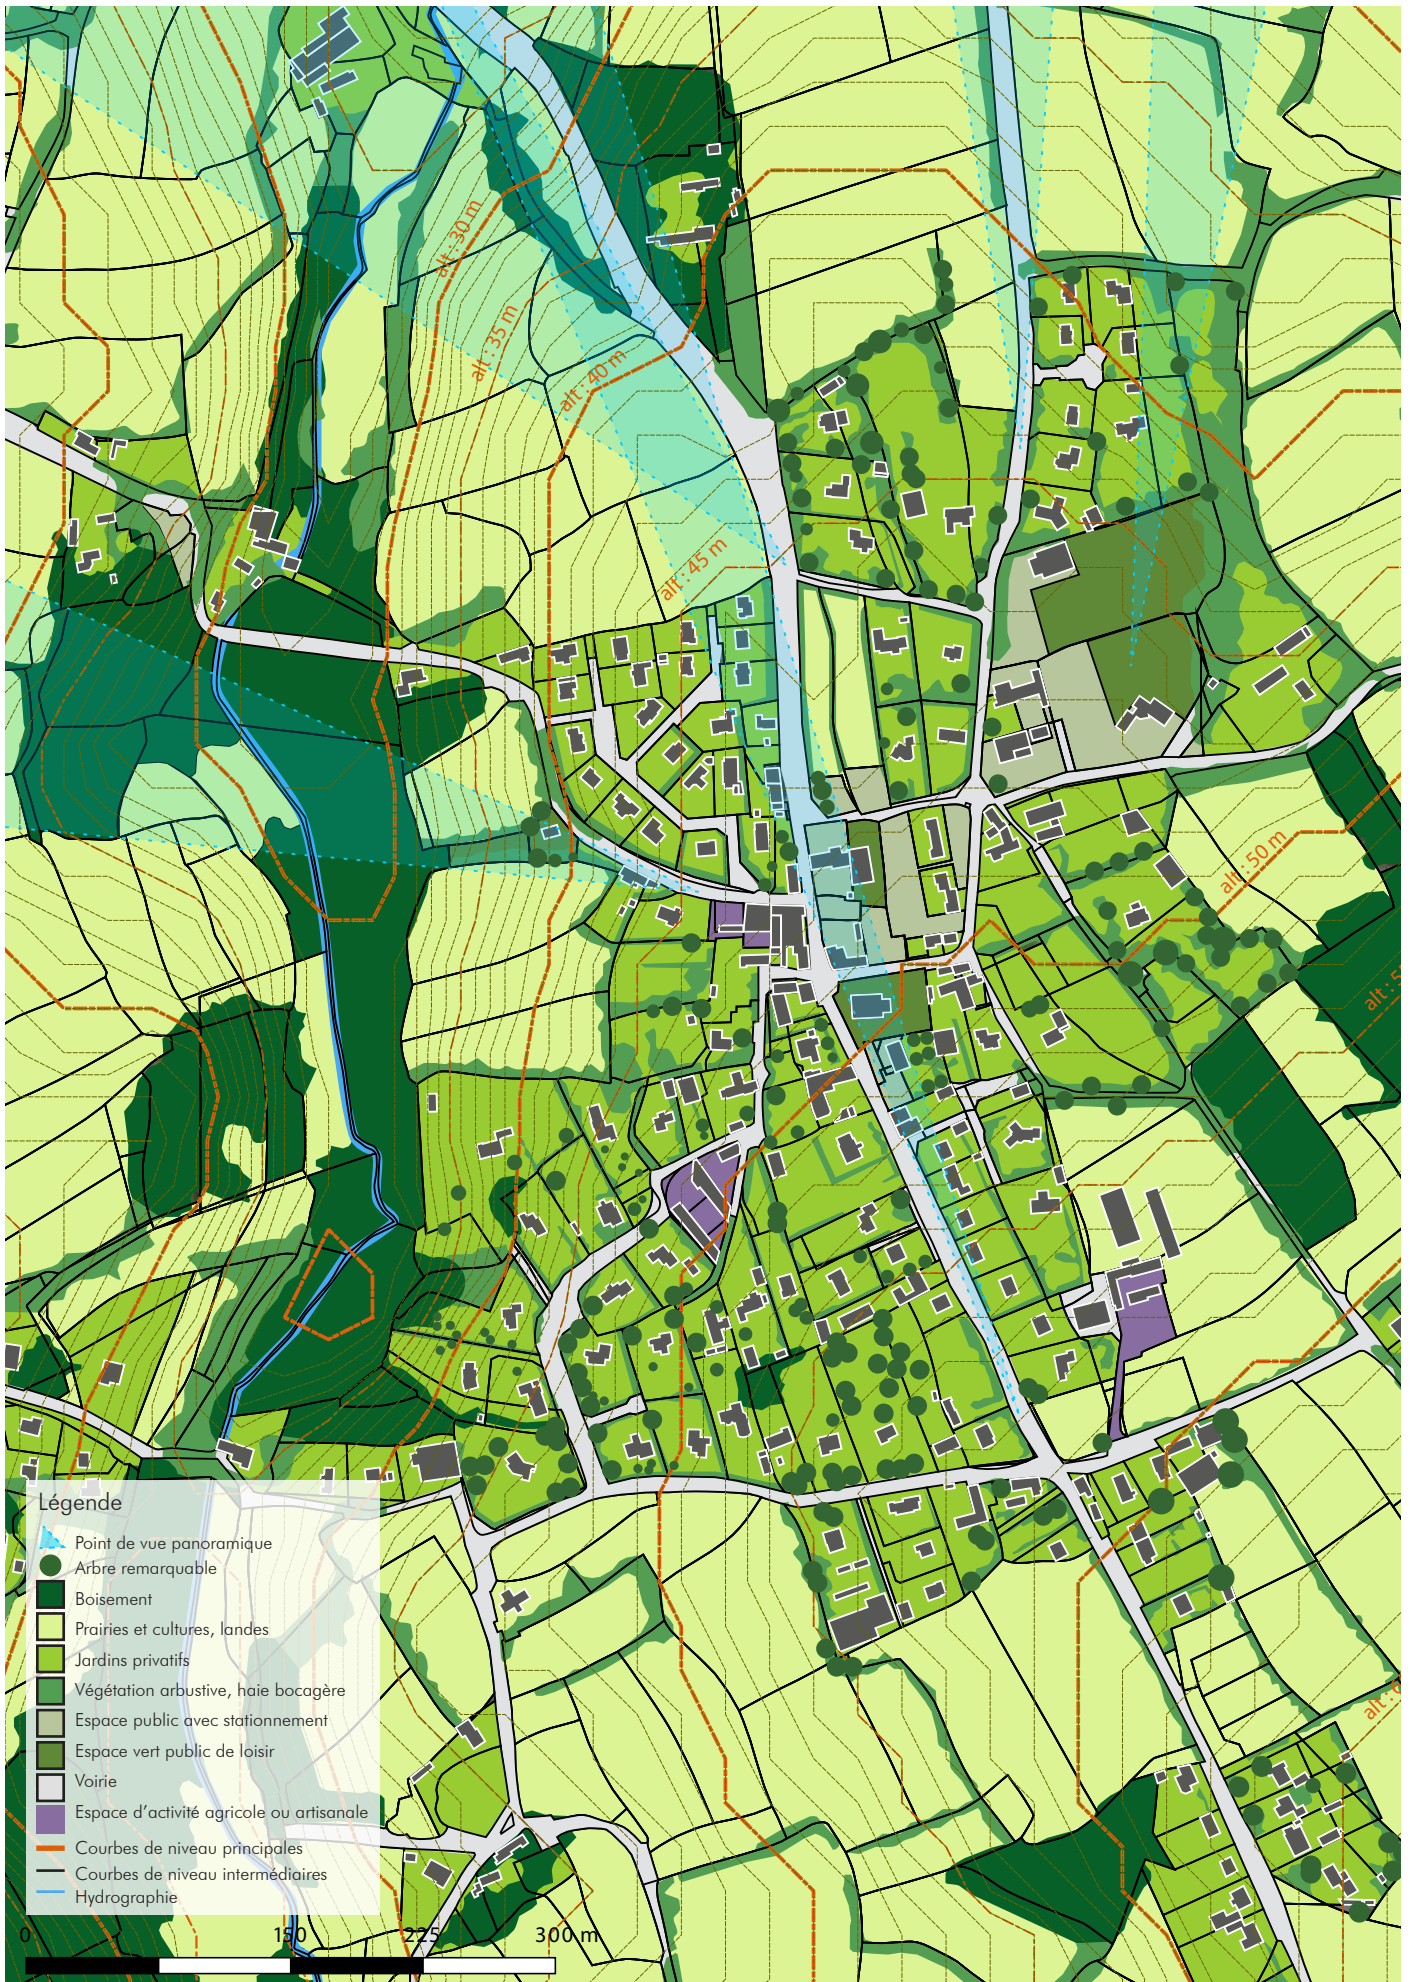 alt : 30 m
alt : 35 m
alt : 40 m
alt : 45 m
alt : 50 m
Légende
Point de vue panoramique
Arbre remarquable
Boisement
Prairies et cultures, landes
Jardins privatifs
Végétation arbustive, haie bocagère
Espace public avec stationnement
Espace vert public de loisir
Voirie
Espace d'activité agricole ou artisanale
Courbes de niveau principales
Courbes de niveau intermédiaires
Hydrographie
0 150 225 300 m